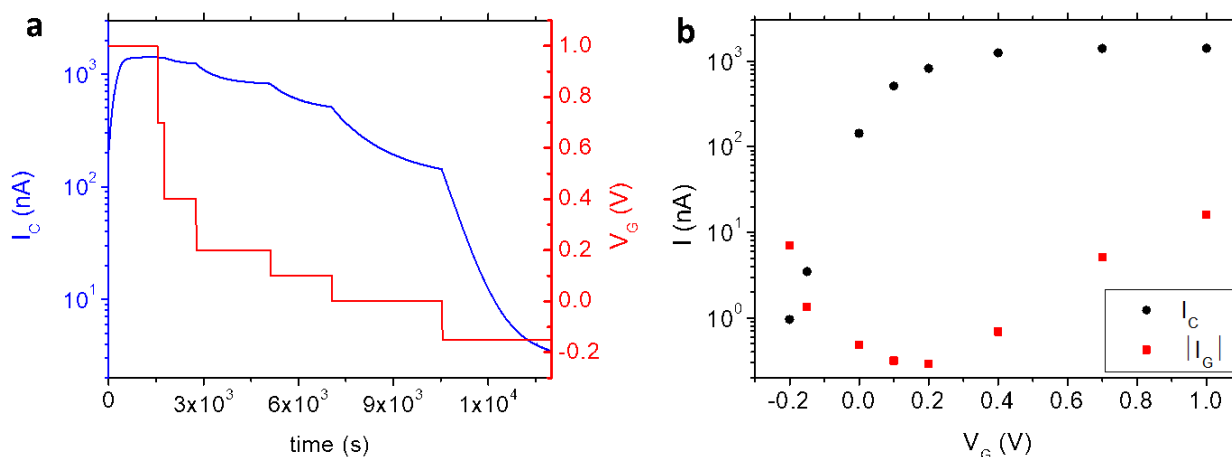 a
10³
10²
10¹
I_C (nA)
0
3x10³
6x10³
9x10³
1x10⁴
time (s)
1.0
0.8
0.6
0.4
0.2
0.0
-0.2
V_G (V)
b
10³
10²
10¹
10⁰
I (nA)
-0.2
0.0
0.2
0.4
0.6
0.8
1.0
V_G (V)
I_C
|I_G|